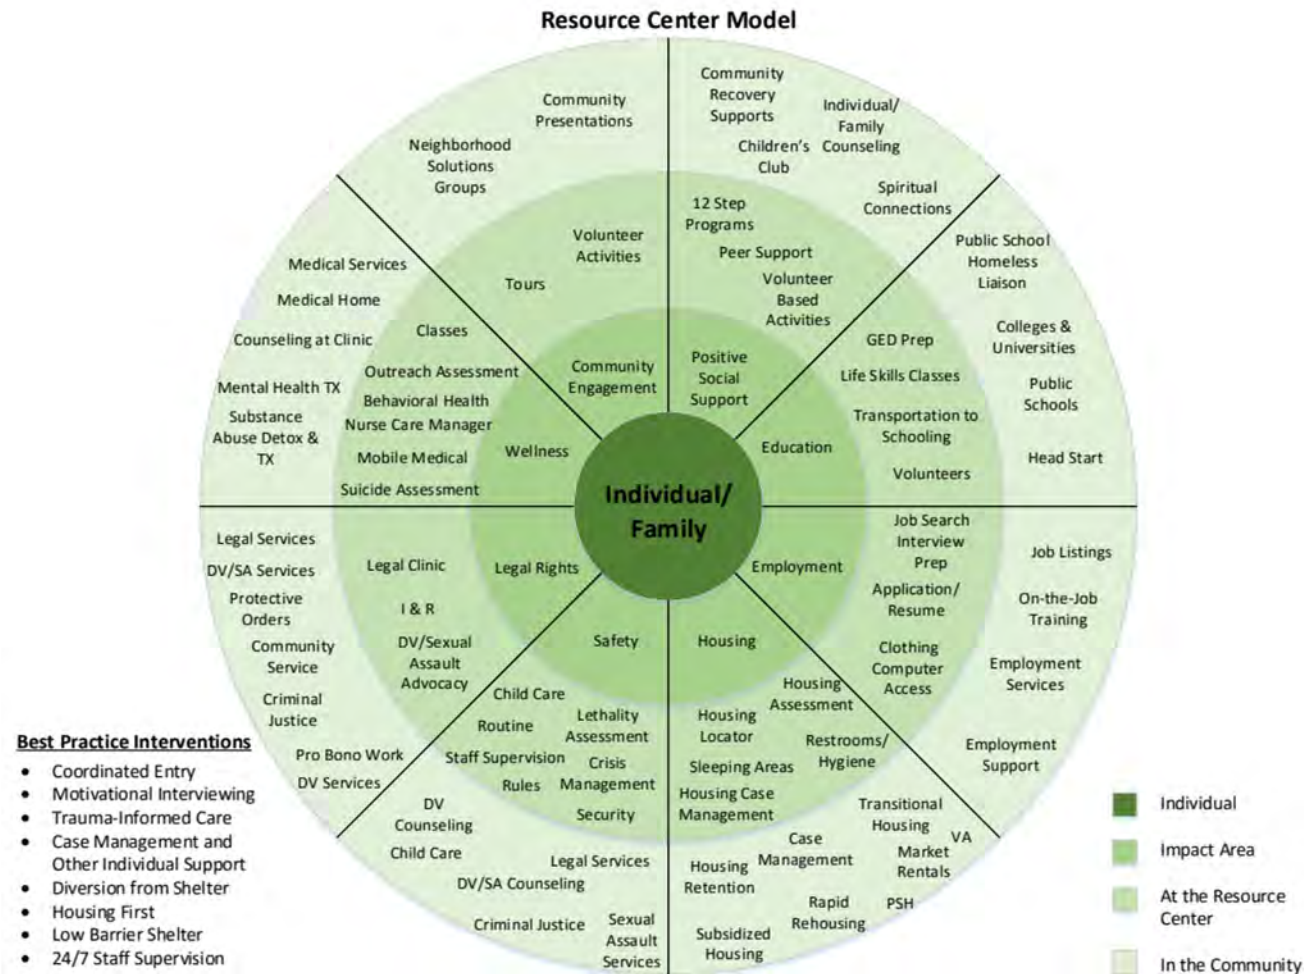 Resource Center Model
Community
Presentations
Neighborhood
Solutions
Groups
Volunteer
Activities
Tours
Community
Engagement
Community
Recovery
Supports
Individual/
Family
Counseling
Children's
Club
Spiritual
Connections
12 Step
Programs
Peer Support
Volunteer
Based
Activities
Positive
Social
Support
Public School
Homeless
Liaison
Colleges &
Universities
Public
Schools
Head Start
GED Prep
Life Skills Classes
Transportation to
Schooling
Volunteers
Education
Medical Services
Medical Home
Counseling at Clinic
Mental Health TX
Substance
Abuse Detox &
TX
Classes
Outreach Assessment
Behavioral Health
Nurse Care Manager
Mobile Medical
Suicide Assessment
Wellness
Individual/
Family
Legal Services
DV/SA Services
Protective
Orders
Community
Service
Criminal
Justice
Pro Bono Work
DV Services
Legal Clinic
I & R
DV/Sexual
Assault
Advocacy
Legal Rights
Employment
Job Search
Interview
Prep
Application/
Resume
Clothing
Computer
Access
Job Listings
On-the-Job
Training
Employment
Services
Employment
Support
Safety
Child Care
Routine
Lethality
Assessment
Staff Supervision
Crisis
Management
Rules
Security
DV
Counseling
Child Care
Legal Services
DV/SA Counseling
Criminal Justice
Sexual
Assault
Services
Housing
Housing
Assessment
Housing
Locator
Restrooms/
Hygiene
Sleeping Areas
Housing Case
Management
Transitional
Housing
VA
Case
Management
Market
Rentals
Housing
Retention
PSH
Rapid
Rehousing
Subsidized
Housing
Best Practice Interventions
• Coordinated Entry
• Motivational Interviewing
• Trauma-Informed Care
• Case Management and
Other Individual Support
• Diversion from Shelter
• Housing First
• Low Barrier Shelter
• 24/7 Staff Supervision
Individual
Impact Area
At the Resource
Center
In the Community